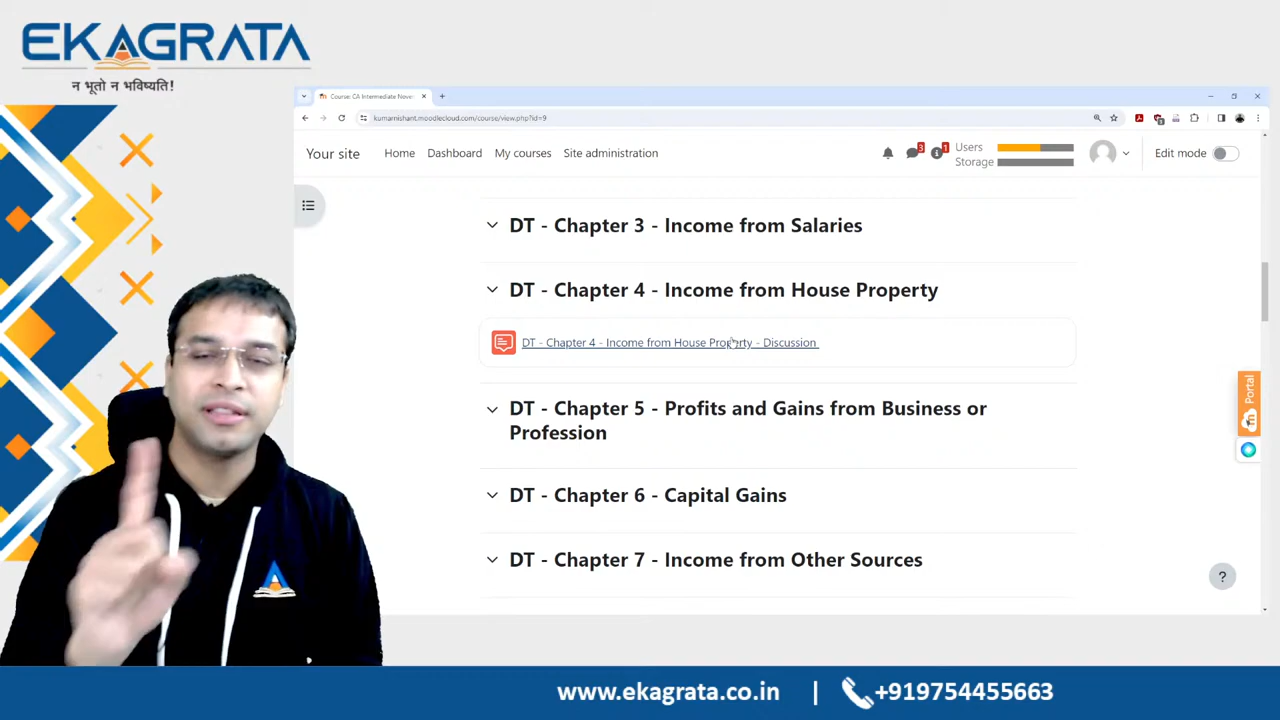 EKAGRATA
न भूतो न भविष्यति!
Course: CA Intermediate Nove
kumarnishant.moodlecloud.com/course/view.php?id=9
Your site
Home
Dashboard
My courses
Site administration
3
1
Users
Storage
Edit mode
DT - Chapter 3 - Income from Salaries
DT - Chapter 4 - Income from House Property
DT - Chapter 4 - Income from House Property - Discussion
DT - Chapter 5 - Profits and Gains from Business or
Profession
DT - Chapter 6 - Capital Gains
DT - Chapter 7 - Income from Other Sources
Portal
?
www.ekagrata.co.in | +919754455663